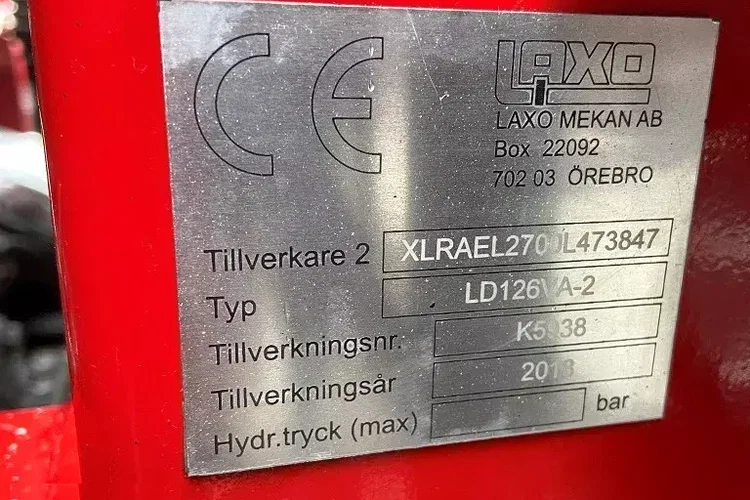 CE
LAXO
LAXO MEKAN AB
Box 22092
702 03 ÖREBRO
Tillverkare 2 XLRAEL2700L473847
Typ LD126VA-2
Tillverkningsnr.
Tillverkningsår
Hydr.tryck (max) bar